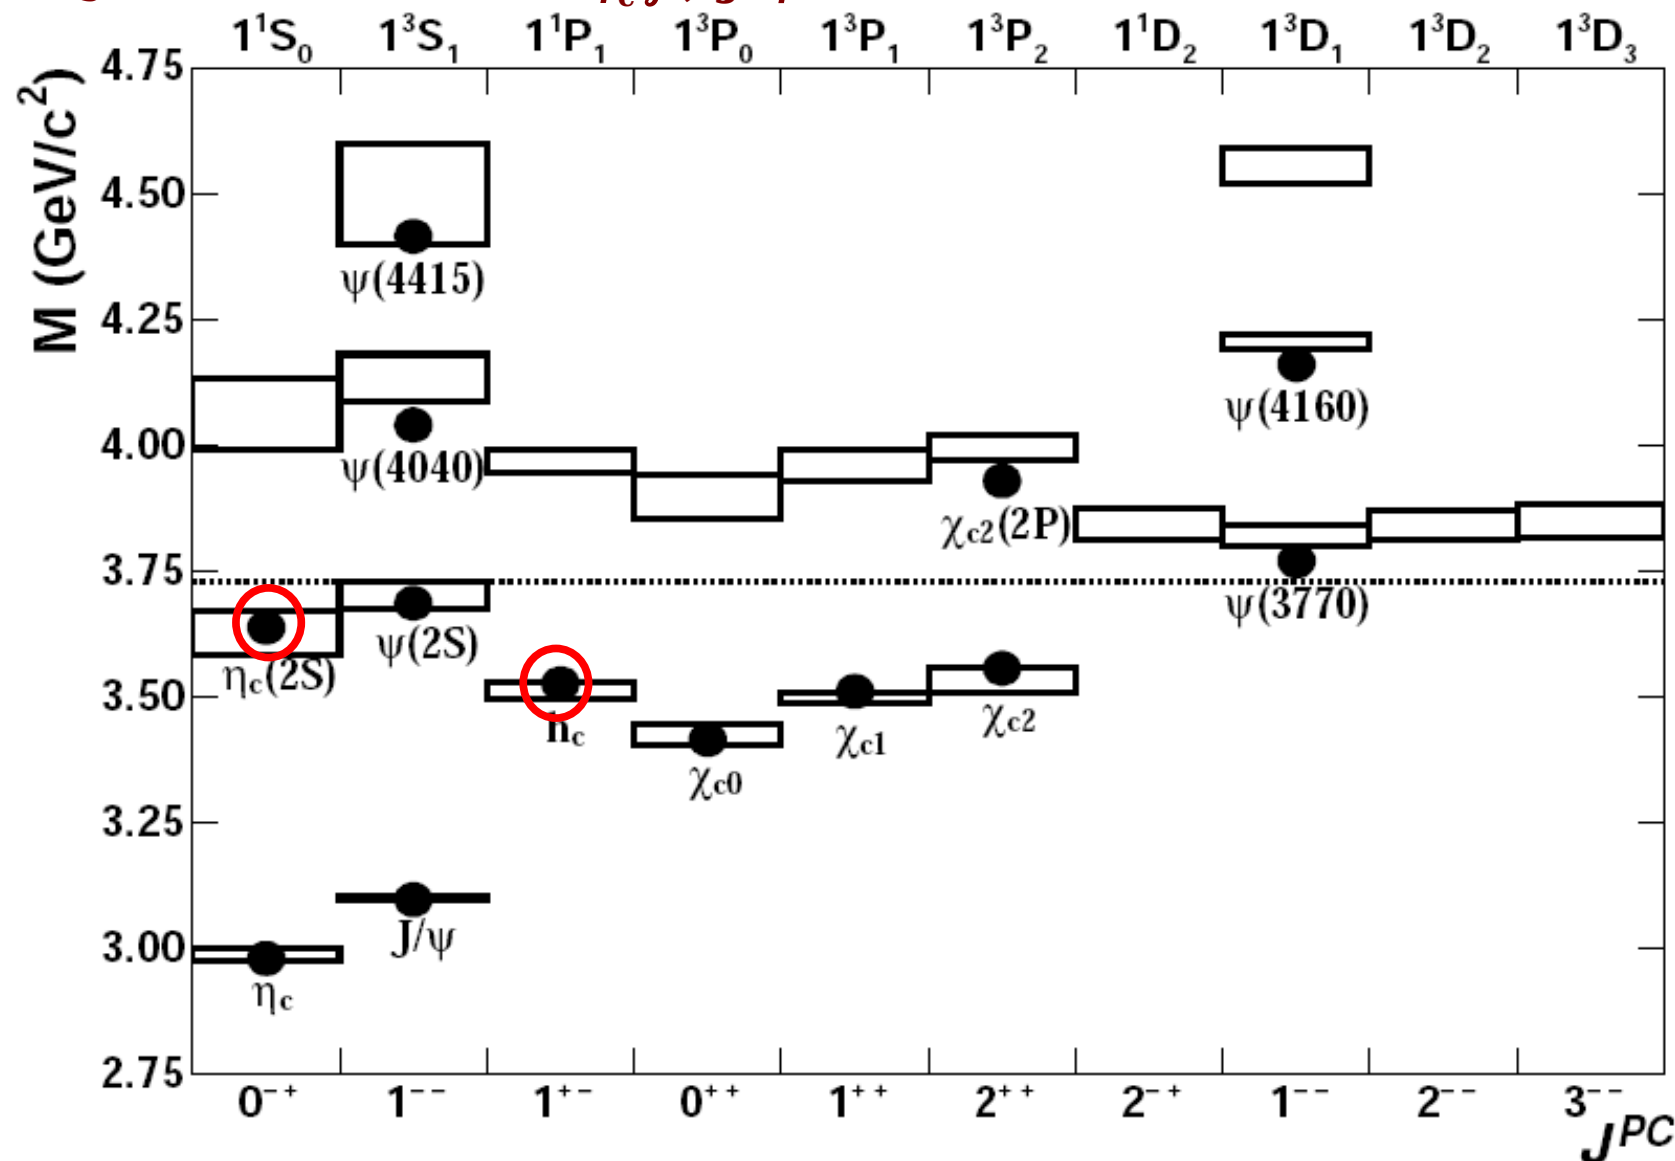 1¹S₀ 1³S₁ 1¹P₁ 1³P₀ 1³P₁ 1³P₂ 1¹D₂ 1³D₁ 1³D₂ 1³D₃
M (GeV/c²)
4.75
4.50
4.25
4.00
3.75
3.50
3.25
3.00
2.75
ψ(4415)
ψ(4040)
ψ(4160)
χc2(2P)
ψ(3770)
ηc(2S)
ψ(2S)
hc
χc0
χc1
χc2
J/ψ
ηc
0⁻⁺ 1⁻⁻ 1⁺⁻ 0⁺⁺ 1⁺⁺ 2⁺⁺ 2⁻⁺ 1⁻⁻ 2⁻⁻ 3⁻⁻
J^PC